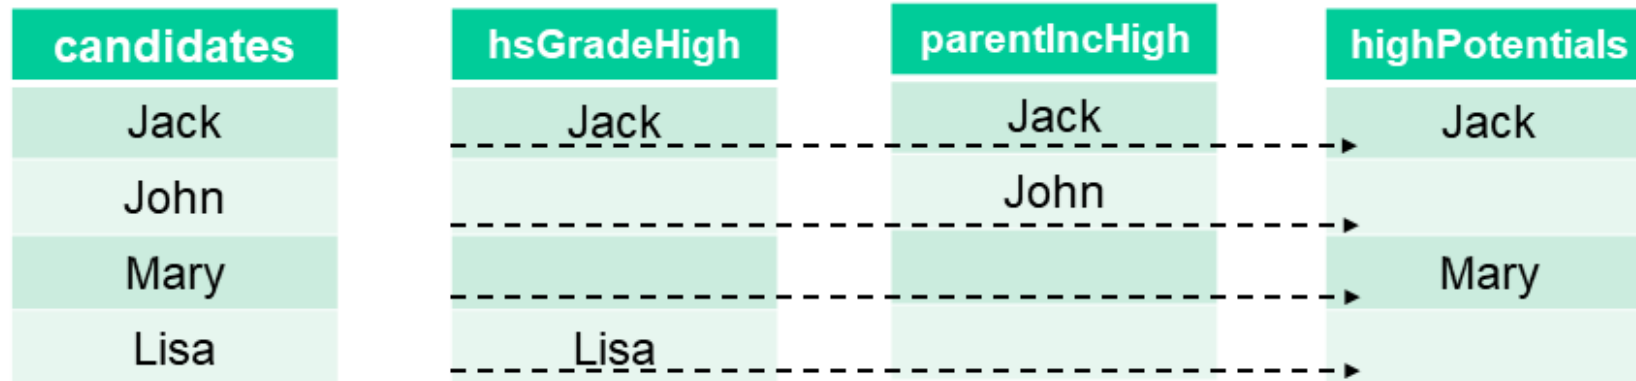 candidates hsGradeHigh parentIncHigh highPotentials
Jack Jack Jack Jack
John John
Mary Mary
Lisa Lisa